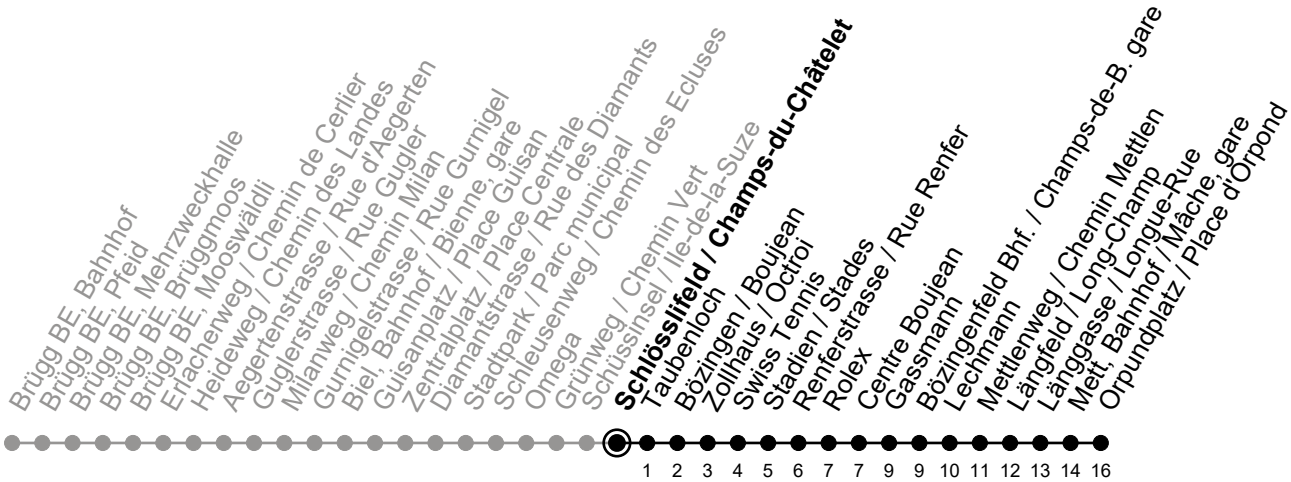 Brügg BE, Bahnhof
Brügg BE, Pfeid
Brügg BE, Mehrzweckhalle
Brügg BE, Brüggmoos
Brügg BE, Mooswäldli
Erlacherweg / Chemin de Cerlier
Heideweg / Chemin des Landes
Aegertenstrasse / Rue d'Aegerten
Guglerstrasse / Rue Gugler
Milanweg / Chemin Milan
Gurnigelstrasse / Rue Gurnigel
Biel, Bahnhof / Bienne, gare
Guisanplatz / Place Guisan
Zentralplatz / Place Centrale
Diamantstrasse / Rue des Diamants
Stadtpark / Parc municipal
Schleusenweg / Chemin des Ecluses
Omega
Grünweg / Chemin Vert
Schüssinsel / Ile-de-la-Suze
Schlösslifeld / Champs-du-Châtelet
Taubenloch
Bözingen / Boujean
Zollhaus / Octroi
Swiss Tennis
Stadien / Stades
Renferstrasse / Rue Renfer
Rolex
Centre Boujean
Gassmann
Bözingenfeld Bhf. / Champs-de-B. gare
Lechmann
Mettlenweg / Chemin Mettlen
Längfeld / Long-Champ
Länggasse / Longue-Rue
Mett, Bahnhof / Mâche, gare
Orpundplatz / Place d'Orpond
1 2 3 4 5 6 7 7 9 9 10 11 12 13 14 16